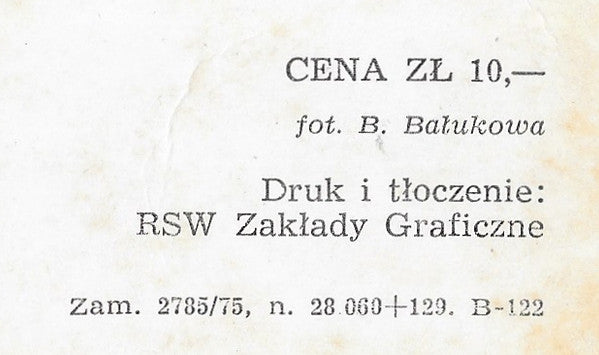 CENA ZŁ 10,—
fot. B. Bałukowa
Druk i tłoczenie:
RSW Zakłady Graficzne
Zam. 2785/75, n. 28.060+129. B-122